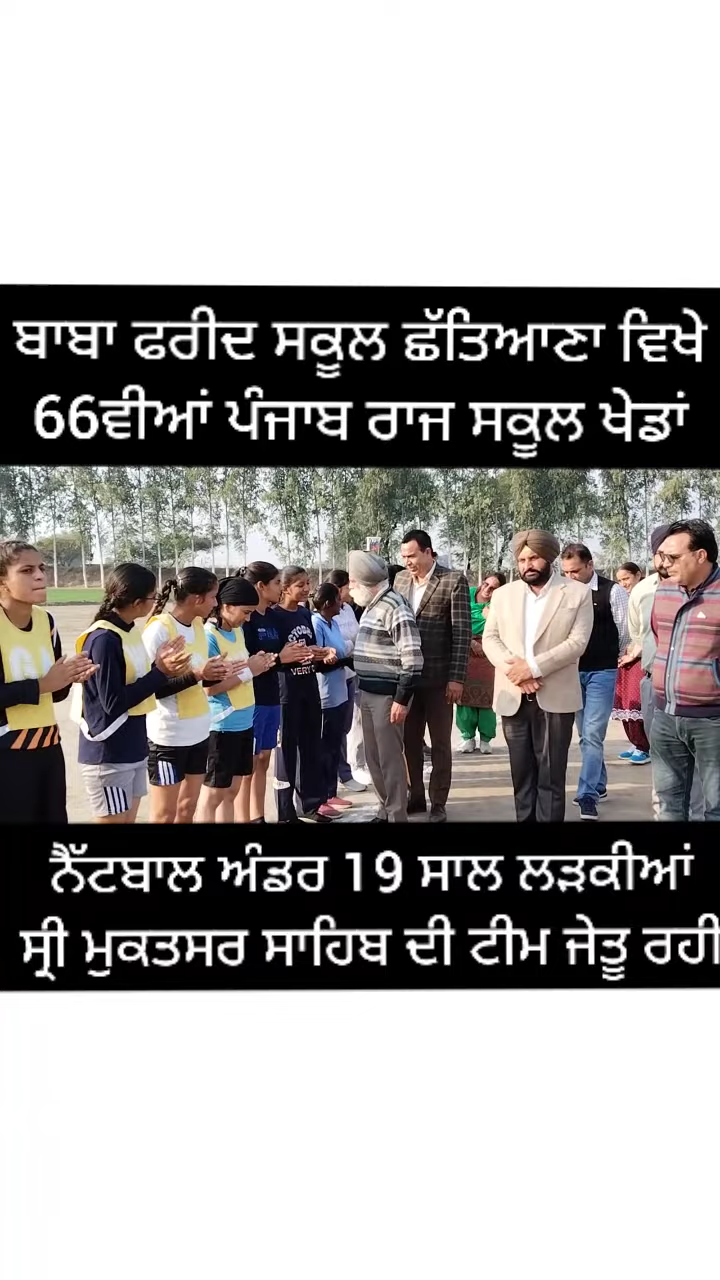 ਬਾਬਾ ਫਰੀਦ ਸਕੂਲ ਛੱਤਿਆਣਾ ਵਿਖੇ
66ਵੀਆਂ ਪੰਜਾਬ ਰਾਜ ਸਕੂਲ ਖੇਡਾਂ
ਨੈੱਟਬਾਲ ਅੰਡਰ 19 ਸਾਲ ਲੜਕੀਆਂ
ਸ੍ਰੀ ਮੁਕਤਸਰ ਸਾਹਿਬ ਦੀ ਟੀਮ ਜੇਤੂ ਰਹੀ